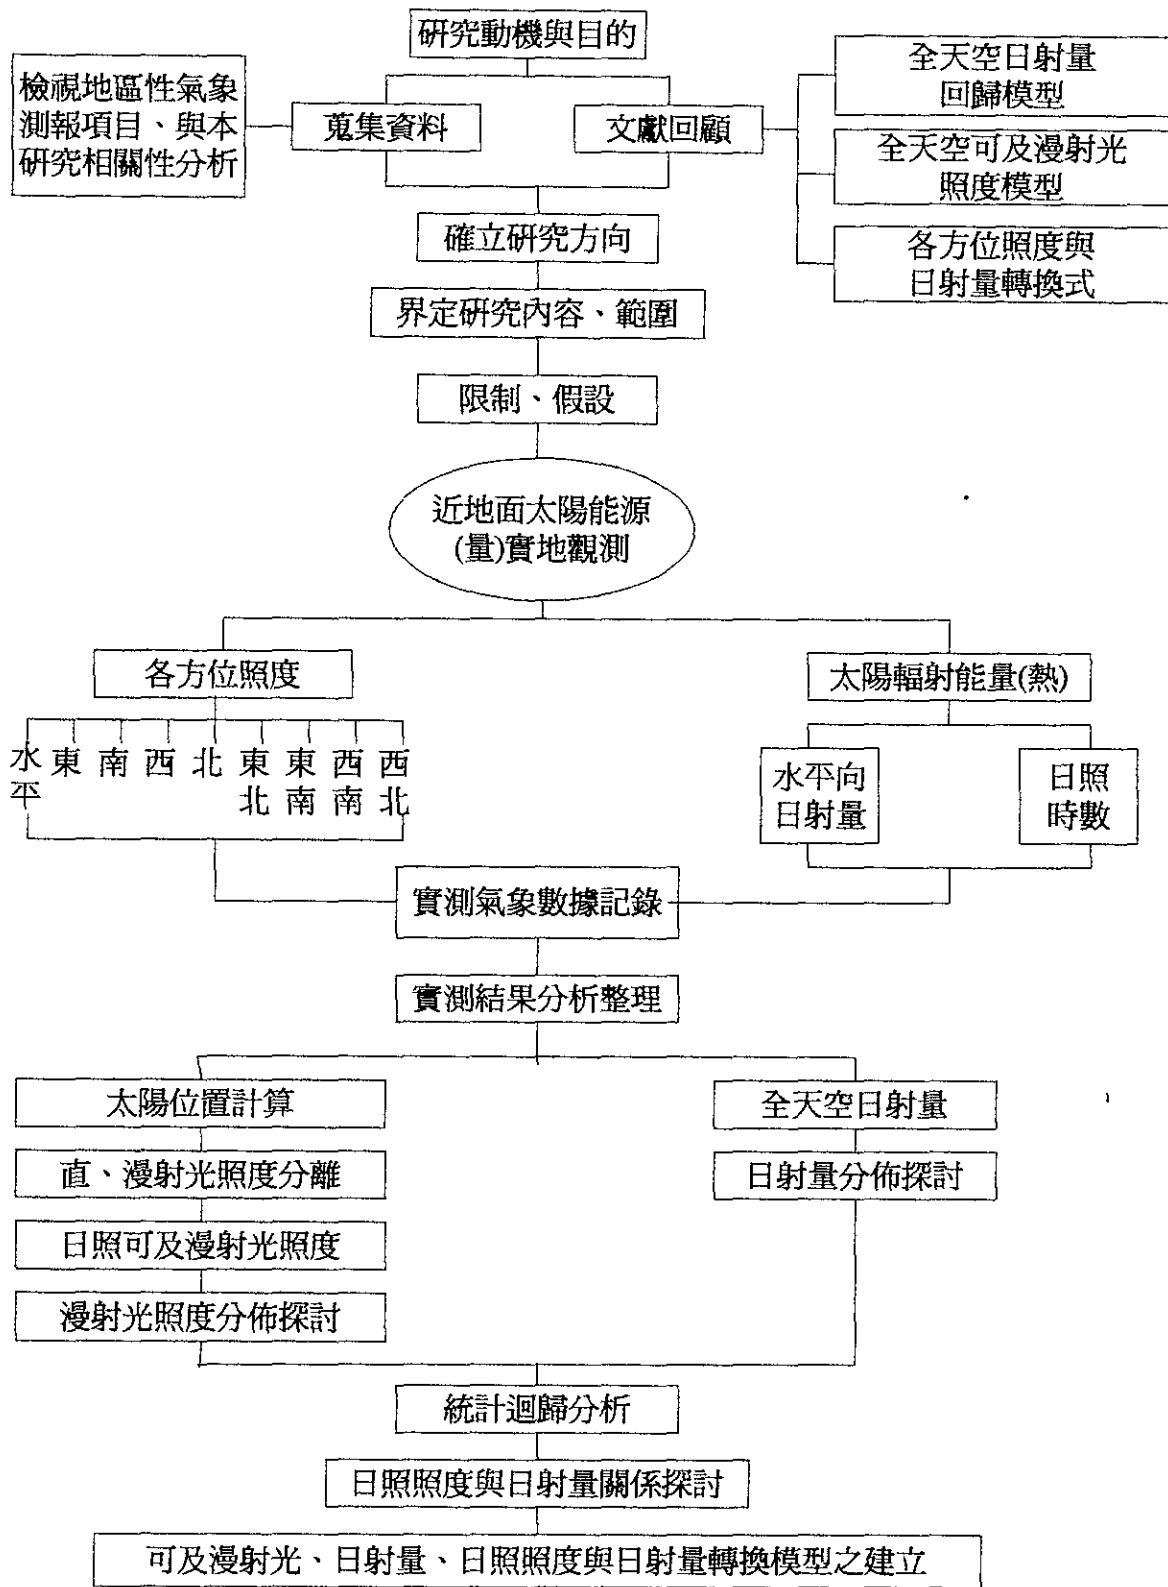 研究動機與目的
檢視地區性氣象
測報項目、與本
研究相關性分析
蒐集資料
文獻回顧
全天空日射量
回歸模型
全天空可及漫射光
照度模型
各方位照度與
日射量轉換式
確立研究方向
界定研究內容、範圍
限制、假設
近地面太陽能源
(量)實地觀測
各方位照度
水平
東
南
西
北
東北
東南
西南
西北
太陽輻射能量(熱)
水平向
日射量
日照
時數
實測氣象數據記錄
實測結果分析整理
太陽位置計算
直、漫射光照度分離
日照可及漫射光照度
漫射光照度分佈探討
全天空日射量
日射量分佈探討
統計迴歸分析
日照照度與日射量關係探討
可及漫射光、日射量、日照照度與日射量轉換模型之建立